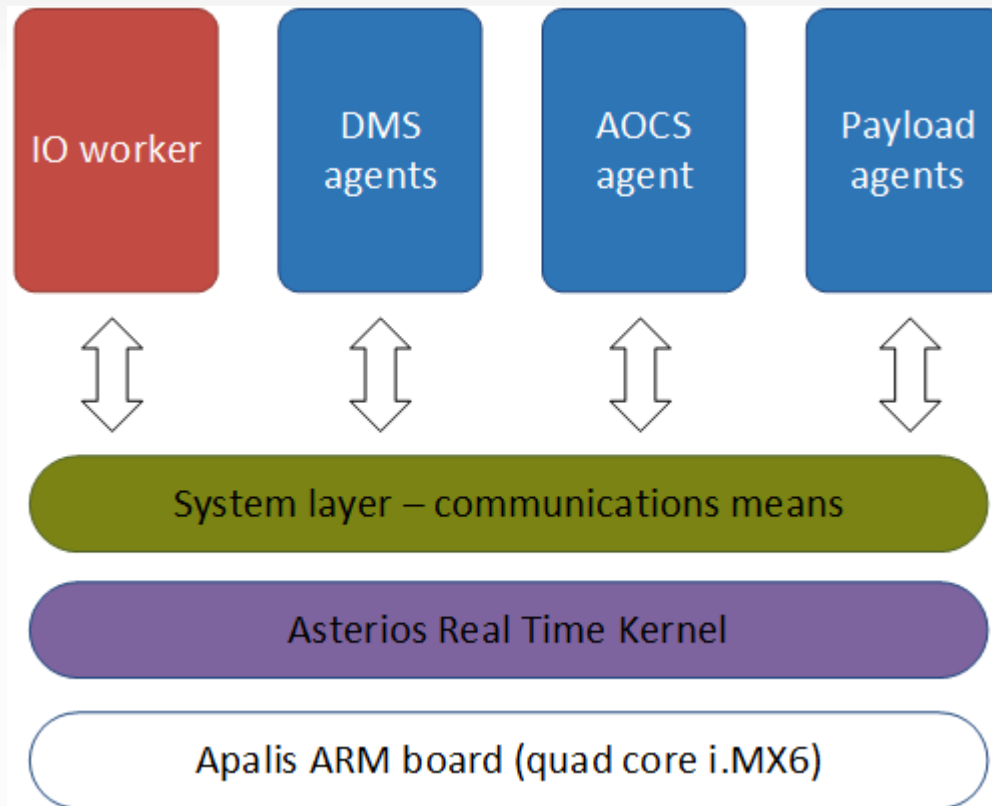 IO worker
DMS
agents
AOCS
agent
Payload
agents
System layer – communications means
Asterios Real Time Kernel
Apalis ARM board (quad core i.MX6)